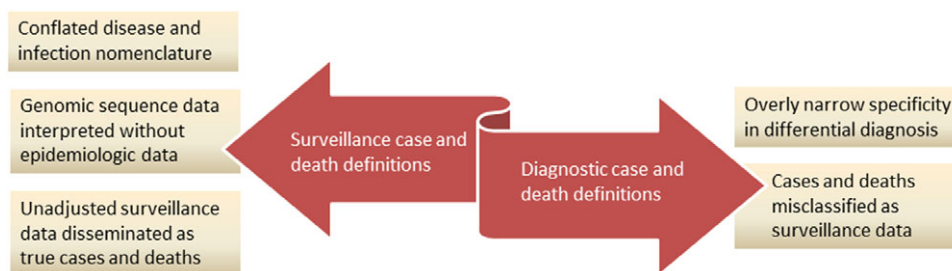 Conflated disease and
infection nomenclature
Genomic sequence data
interpreted without
epidemiologic data
Unadjusted surveillance
data disseminated as
true cases and deaths
Surveillance case and
death definitions
Diagnostic case and
death definitions
Overly narrow specificity
in differential diagnosis
Cases and deaths
misclassified as
surveillance data